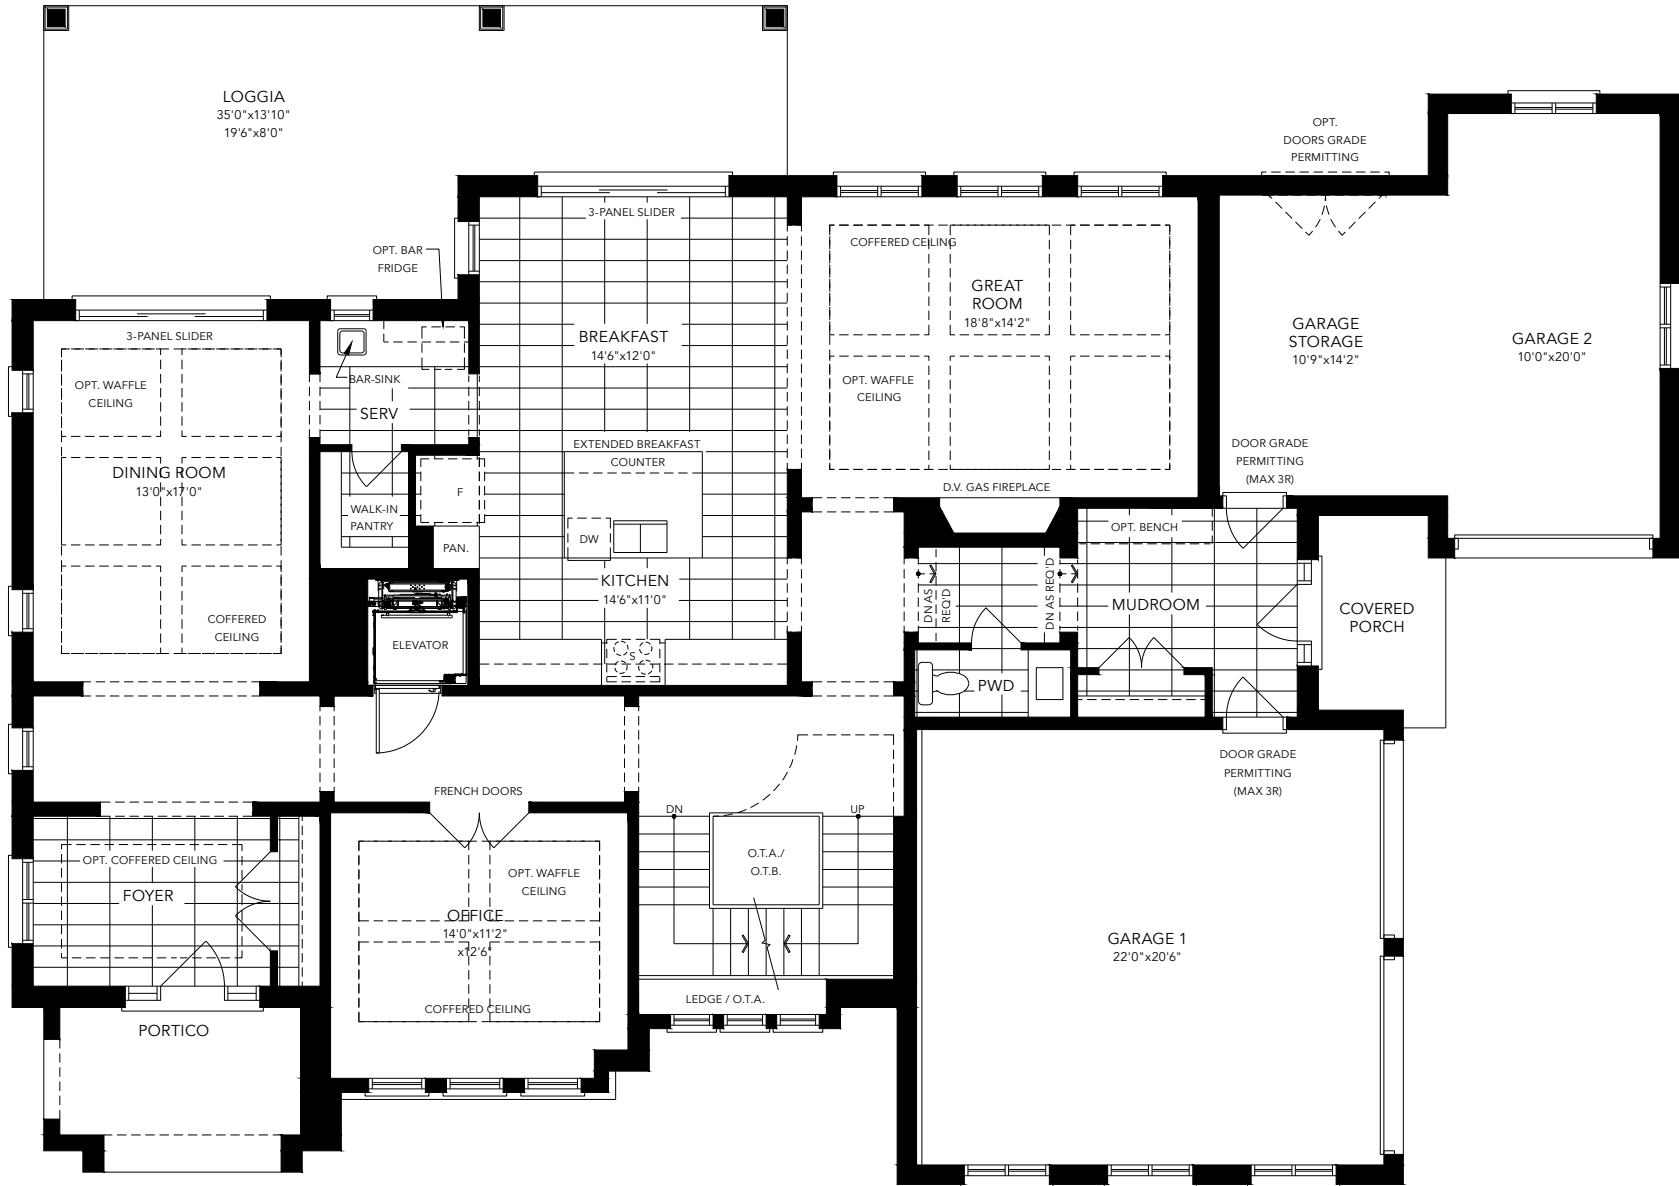 LOGGIA
35'0"x13'10"
19'6"x8'0"
OPT.
DOORS GRADE
PERMITTING
3-PANEL SLIDER
OPT. BAR
FRIDGE
COFFERED CEILING
GREAT
ROOM
18'8"x14'2"
OPT. WAFFLE
CEILING
D.V. GAS FIREPLACE
GARAGE
STORAGE
10'9"x14'2"
GARAGE 2
10'0"x20'0"
BREAKFAST
14'6"x12'0"
3-PANEL SLIDER
OPT. WAFFLE
CEILING
DINING ROOM
13'0"x17'0"
COFFERED
CEILING
BAR-SINK
SERV
WALK-IN
PANTRY
F
PAN.
EXTENDED BREAKFAST
COUNTER
DW
KITCHEN
14'6"x11'0"
S
ELEVATOR
DOOR GRADE
PERMITTING
(MAX 3R)
OPT. BENCH
DN AS
REQ'D
DN AS REQ'D
MUDROOM
COVERED
PORCH
PWD
DOOR GRADE
PERMITTING
(MAX 3R)
FRENCH DOORS
DN
UP
O.T.A./
O.T.B.
OPT. COFFERED CEILING
FOYER
OPT. WAFFLE
CEILING
OFFICE
14'0"x11'2"
x12'6"
COFFERED CEILING
LEDGE / O.T.A.
GARAGE 1
22'0"x20'6"
PORTICO